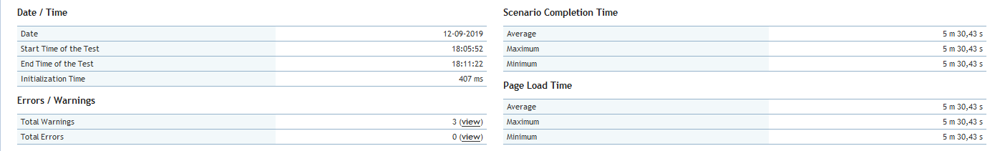 Date / Time
Date 12-09-2019
Start Time of the Test 18:05:52
End Time of the Test 18:11:22
Initialization Time 407 ms
Errors / Warnings
Total Warnings 3 (view)
Total Errors 0 (view)
Scenario Completion Time
Average 5 m 30,43 s
Maximum 5 m 30,43 s
Minimum 5 m 30,43 s
Page Load Time
Average 5 m 30,43 s
Maximum 5 m 30,43 s
Minimum 5 m 30,43 s